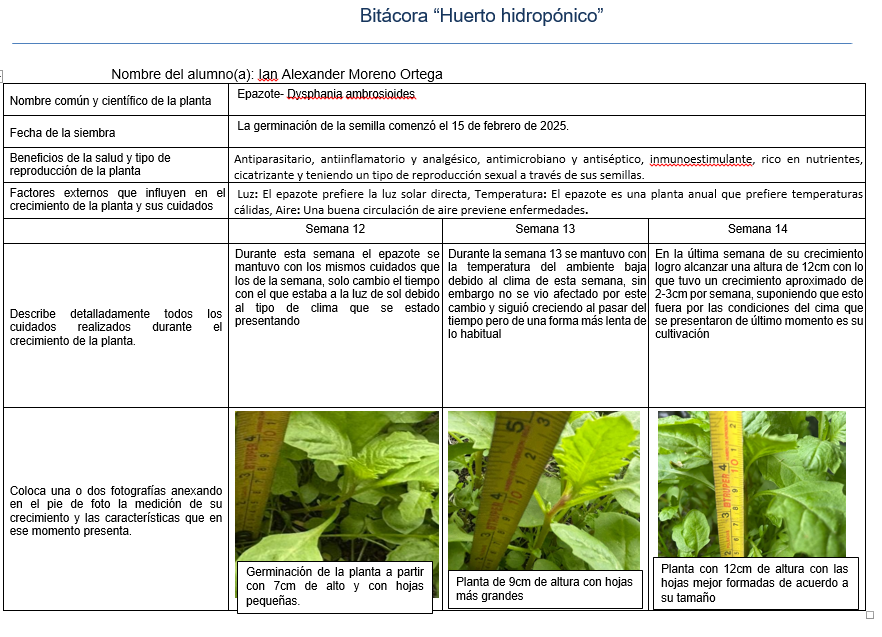 Bitácora “Huerto hidropónico”
Nombre del alumno(a): Ian Alexander Moreno Ortega
Nombre común y científico de la planta
Epazote- Dysphania ambrosioides
Fecha de la siembra
La germinación de la semilla comenzó el 15 de febrero de 2025.
Beneficios de la salud y tipo de
reproducción de la planta
Antiparasitario, antiinflamatorio y analgésico, antimicrobiano y antiséptico, inmunoestimulante, rico en nutrientes,
cicatrizante y teniendo un tipo de reproducción sexual a través de sus semillas.
Factores externos que influyen en el
crecimiento de la planta y sus cuidados
Luz: El epazote prefiere la luz solar directa, Temperatura: El epazote es una planta anual que prefiere temperaturas
cálidas, Aire: Una buena circulación de aire previene enfermedades.
Semana 12
Semana 13
Semana 14
Describe detalladamente todos los
cuidados realizados durante el
crecimiento de la planta.
Durante esta semana el epazote se
mantuvo con los mismos cuidados que
los de la semana, solo cambio el tiempo
con el que estaba a la luz de sol debido
al tipo de clima que se estado
presentando
Durante la semana 13 se mantuvo con
la temperatura del ambiente baja
debido al clima de esta semana, sin
embargo no se vio afectado por este
cambio y siguió creciendo al pasar del
tiempo pero de una forma más lenta de
lo habitual
En la última semana de su crecimiento
logro alcanzar una altura de 12cm con lo
que tuvo un crecimiento aproximado de
2-3cm por semana, suponiendo que esto
fuera por las condiciones del cima que
se presentaron de último momento es su
cultivación
Coloca una o dos fotografías anexando
en el pie de foto la medición de su
crecimiento y las características que en
ese momento presenta.
Germinación de la planta a partir
con 7cm de alto y con hojas
pequeñas.
Planta de 9cm de altura con hojas
más grandes
Planta con 12cm de altura con las
hojas mejor formadas de acuerdo a
su tamaño